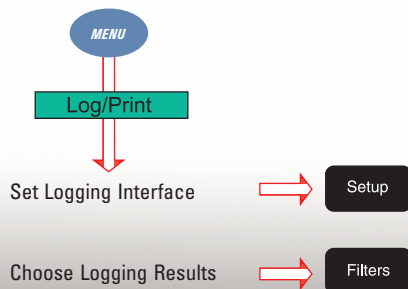 MENU
Log/Print
Set Logging Interface
Setup
Choose Logging Results
Filters